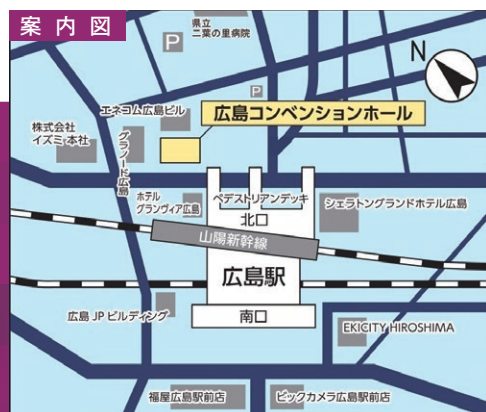 案内図
県立
二葉の里病院
P
N
P
エネコム広島ビル
広島コンベンションホール
株式会社
イズミ・本社
グラノード広島
ホテル
グランヴィア広島
ペデストリアンデッキ
北口
シェラトングランドホテル広島
山陽新幹線
広島駅
広島JPビルディング
南口
EKICITY HIROSHIMA
福屋広島駅前店
ビックカメラ広島駅前店